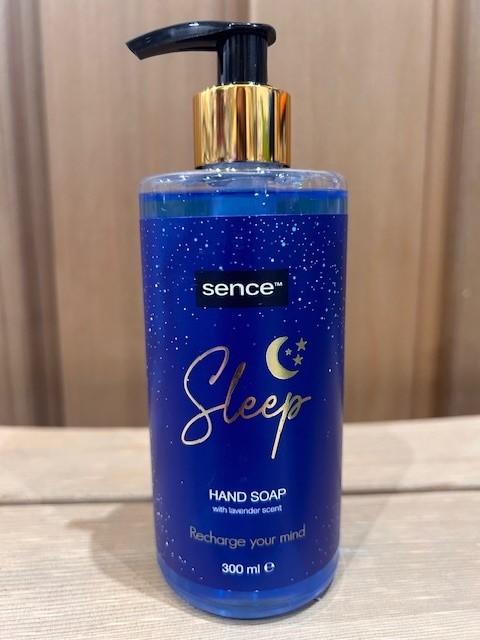 sence™
Sleep
HAND SOAP
with lavender scent
Recharge your mind
300 ml ℮